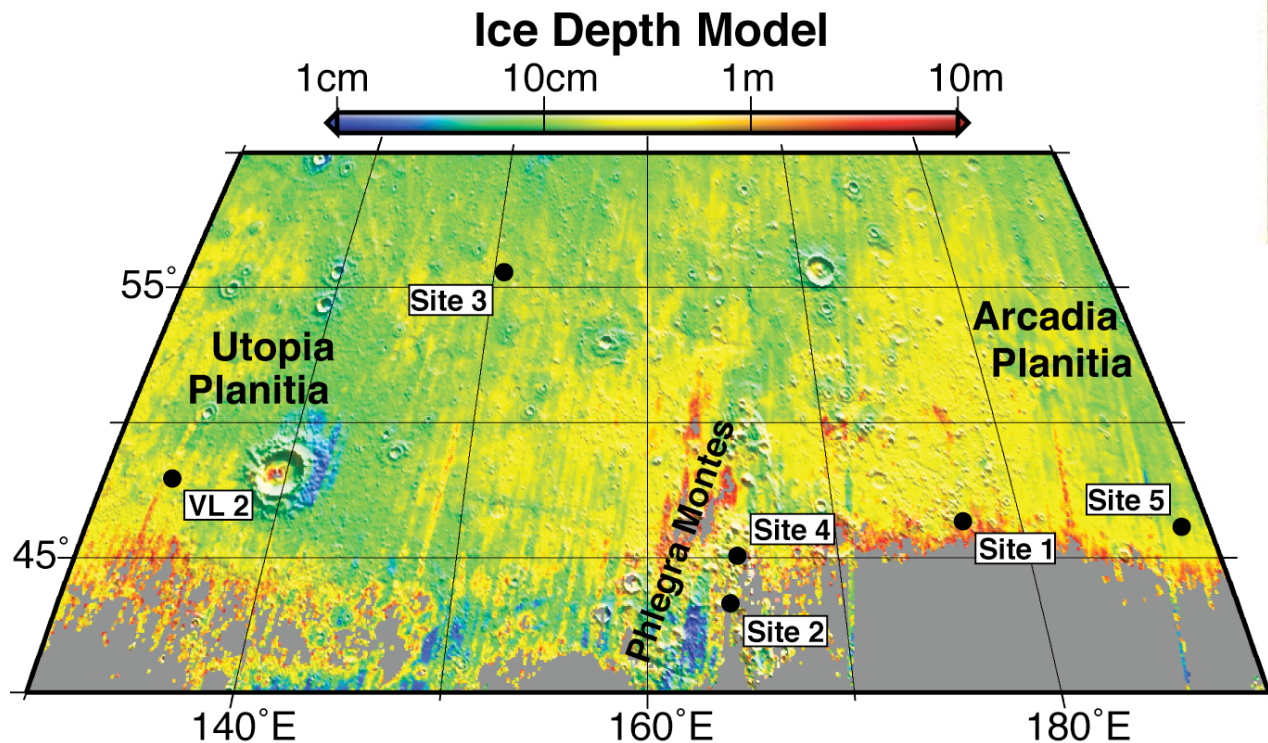 Ice Depth Model
1cm 10cm 1m 10m
55°
Site 3
Utopia
Planitia
Arcadia
Planitia
VL 2
Phlegra Montes
Site 4
Site 5
Site 1
45°
Site 2
140°E 160°E 180°E